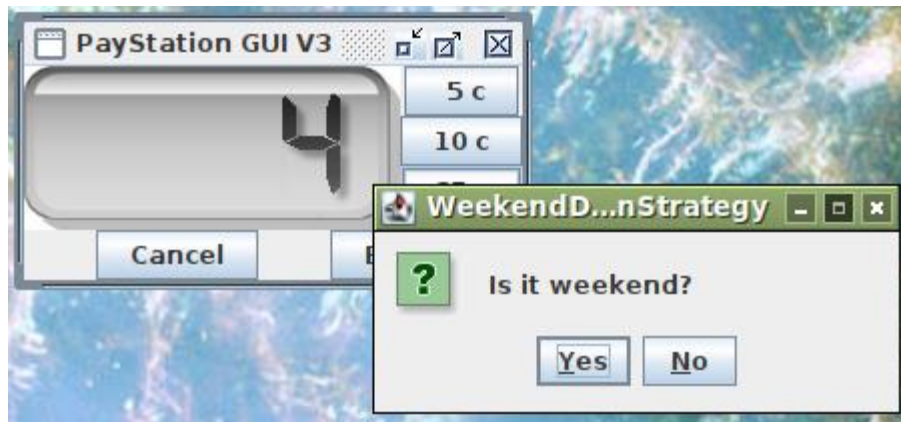 PayStation GUI V3
4
5 c
10 c
Cancel
WeekendD...nStrategy
?
Is it weekend?
Yes
No